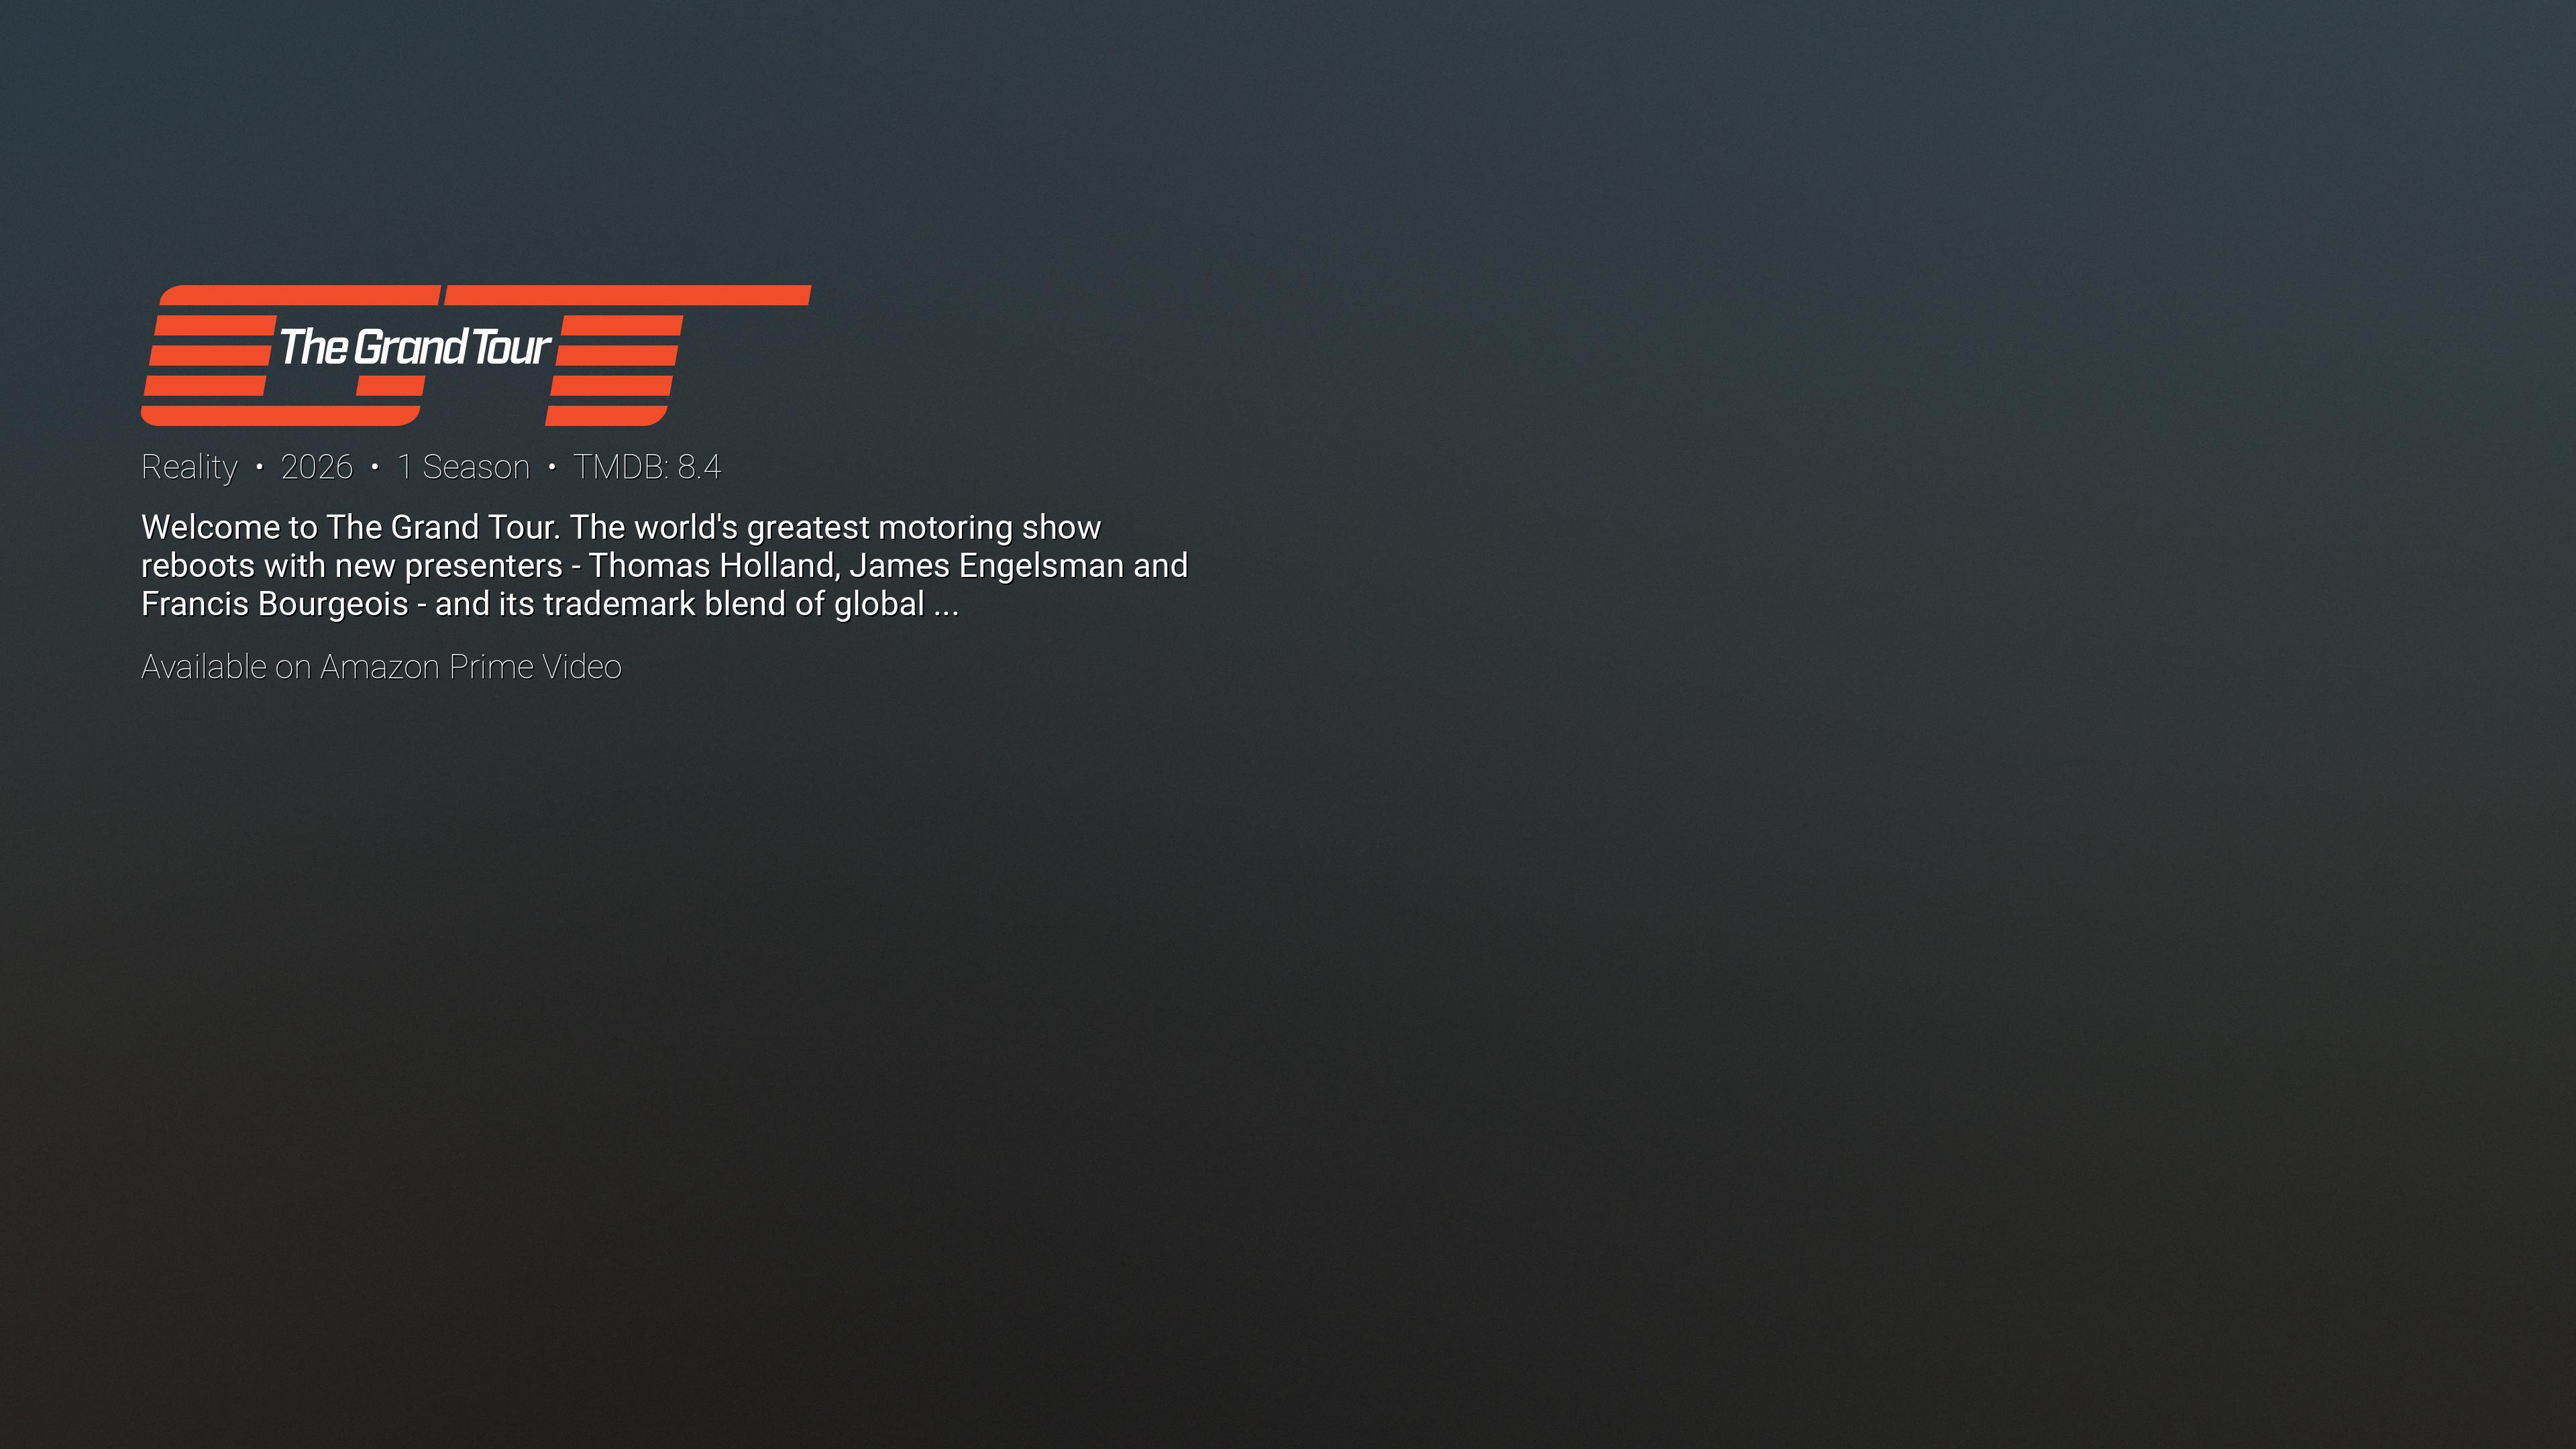 The Grand Tour
Reality • 2026 • 1 Season • TMDB: 8.4
Welcome to The Grand Tour. The world's greatest motoring show
reboots with new presenters - Thomas Holland, James Engelsman and
Francis Bourgeois - and its trademark blend of global ...
Available on Amazon Prime Video